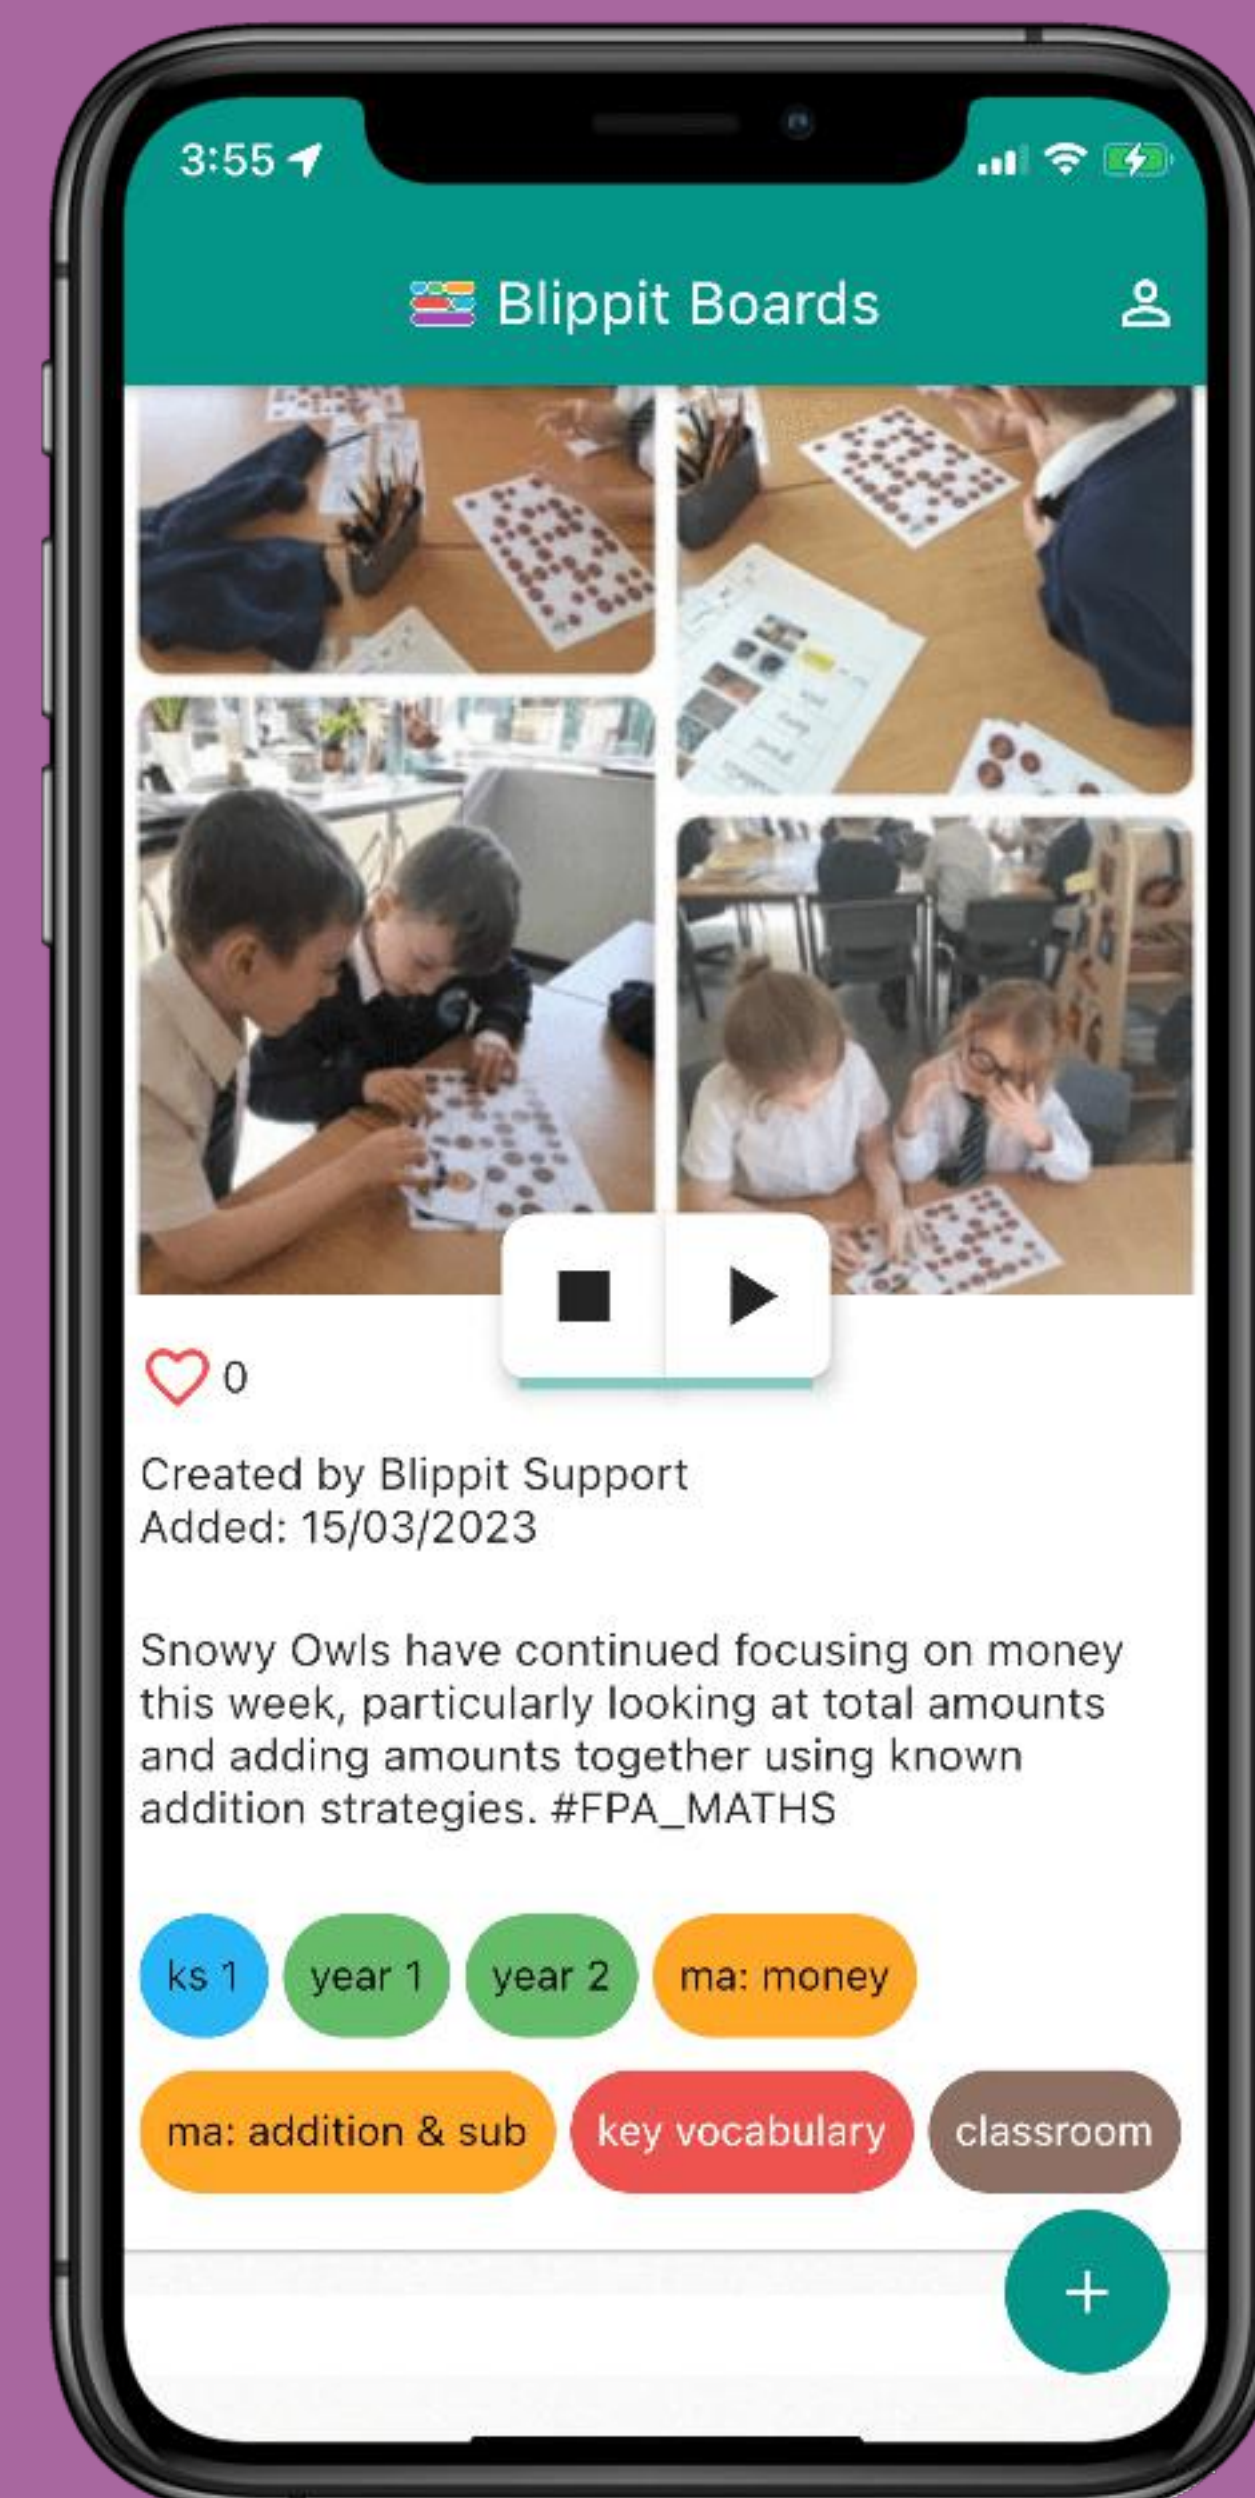 3:55
Blippit Boards
0
Created by Blippit Support
Added: 15/03/2023
Snowy Owls have continued focusing on money
this week, particularly looking at total amounts
and adding amounts together using known
addition strategies. #FPA_MATHS
ks 1 year 1 year 2 ma: money
ma: addition & sub key vocabulary classroom
+